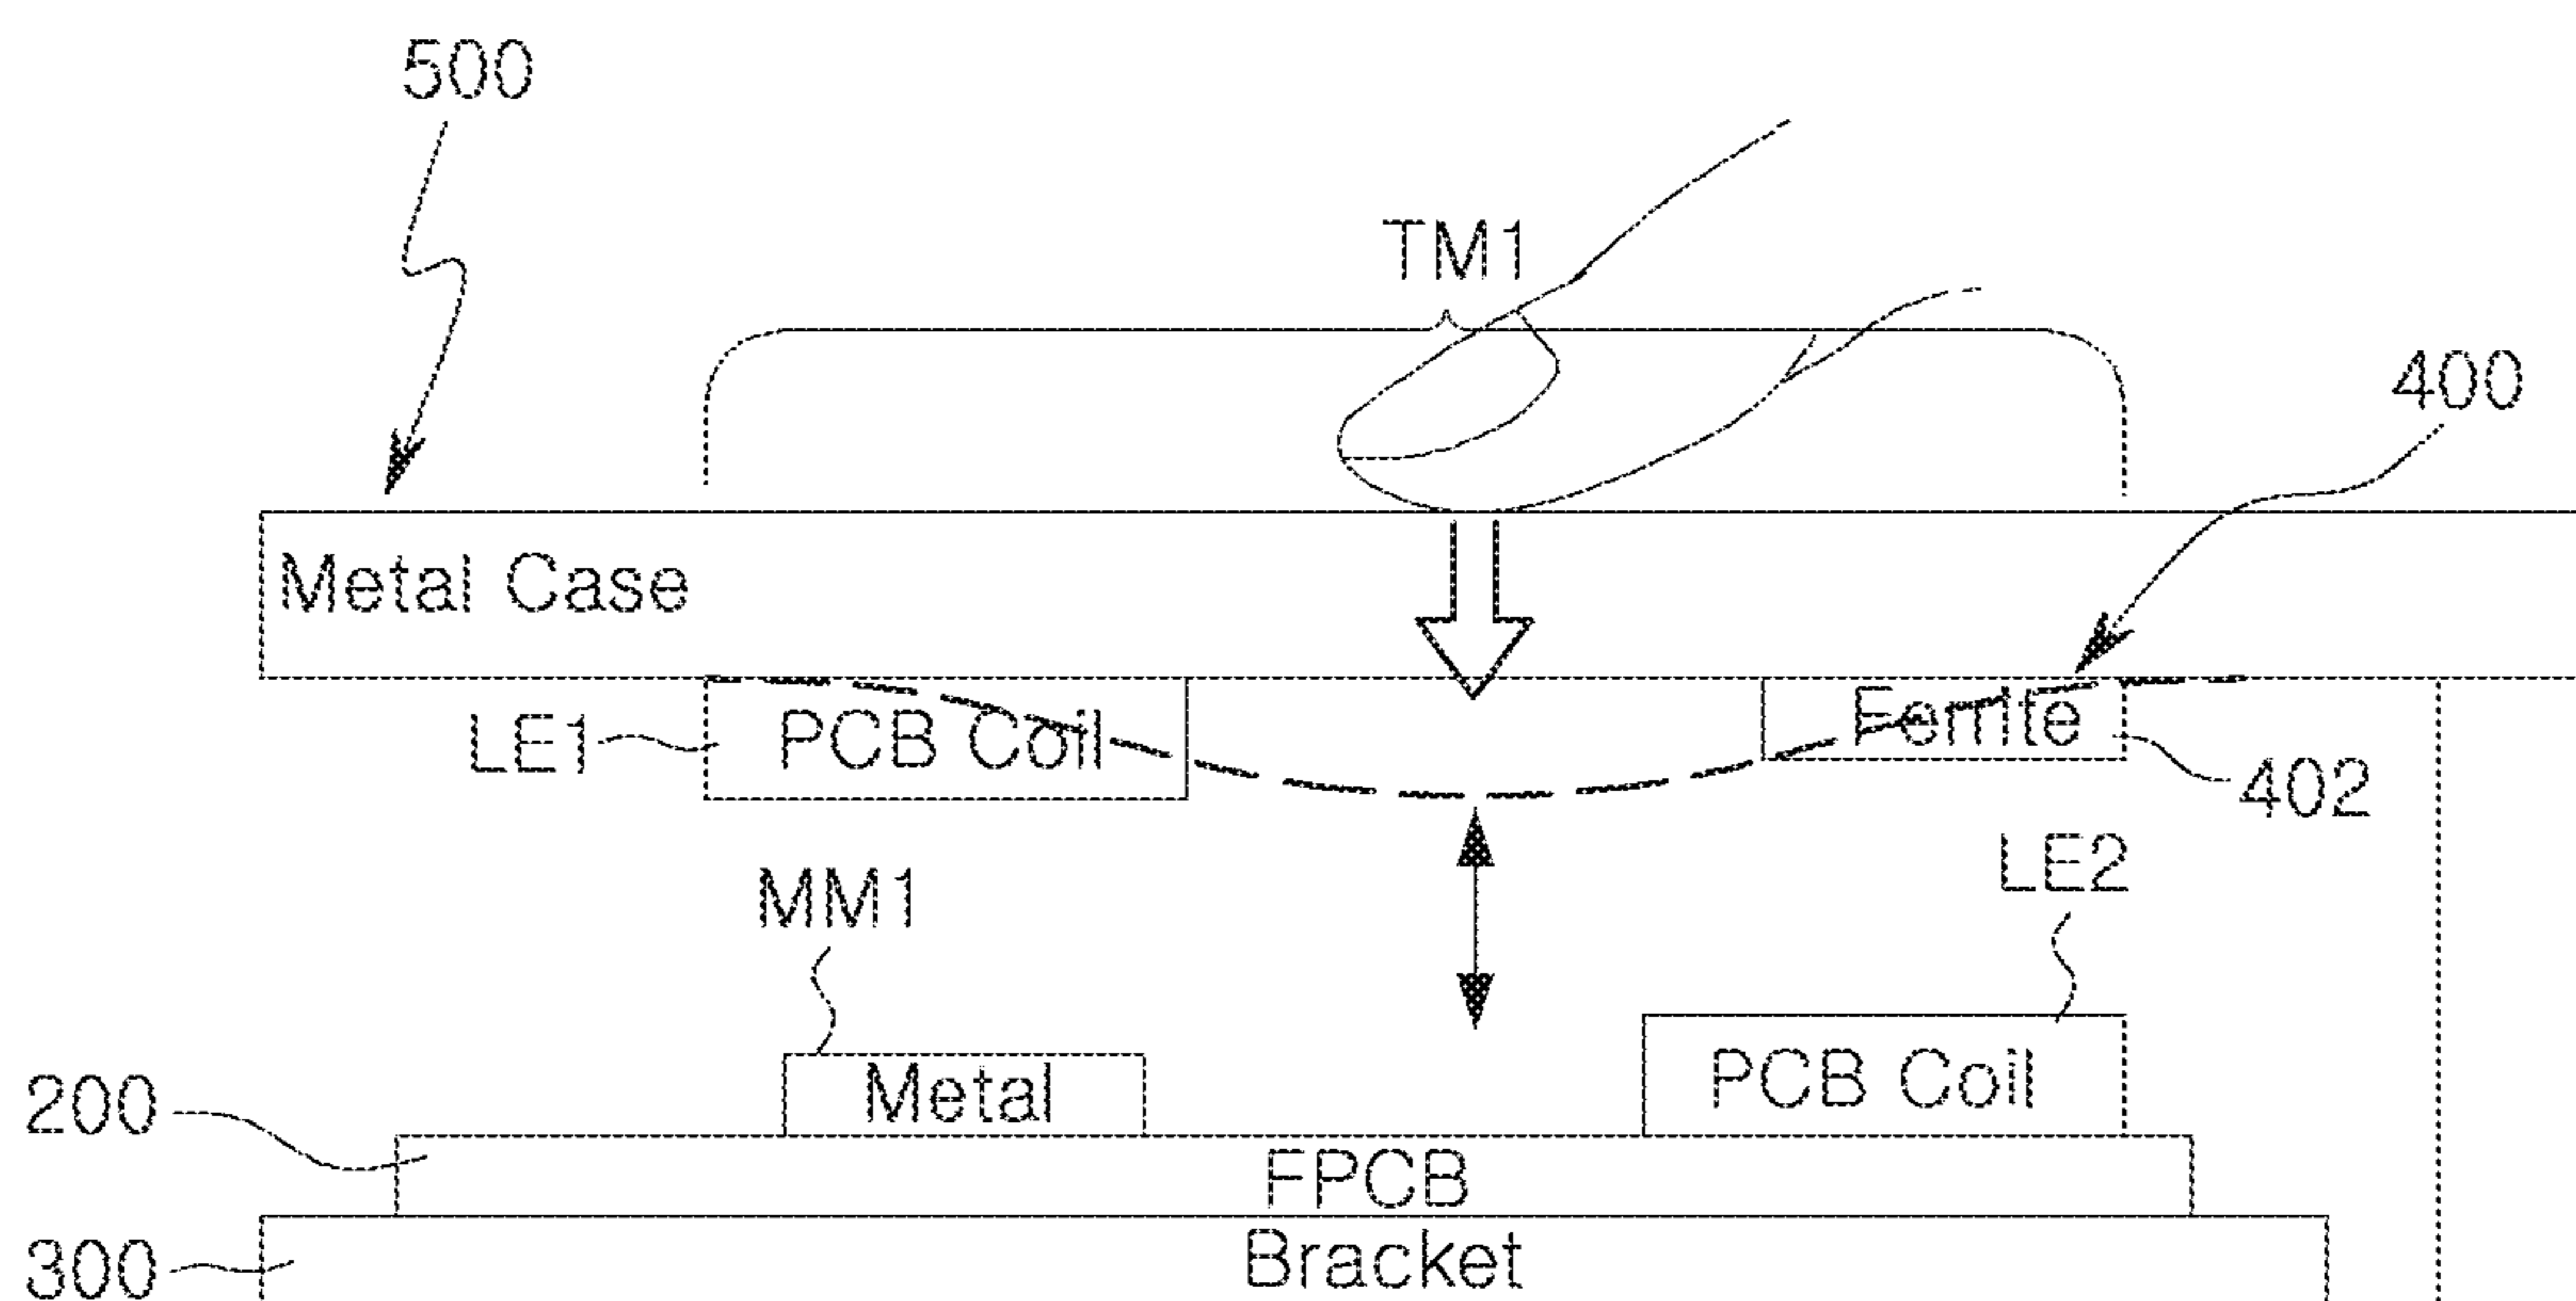 500
TM1
400
Metal Case
LE1
PCB Coil
Ferrite
402
MM1
LE2
Metal
PCB Coil
200
FPCB
300
Bracket